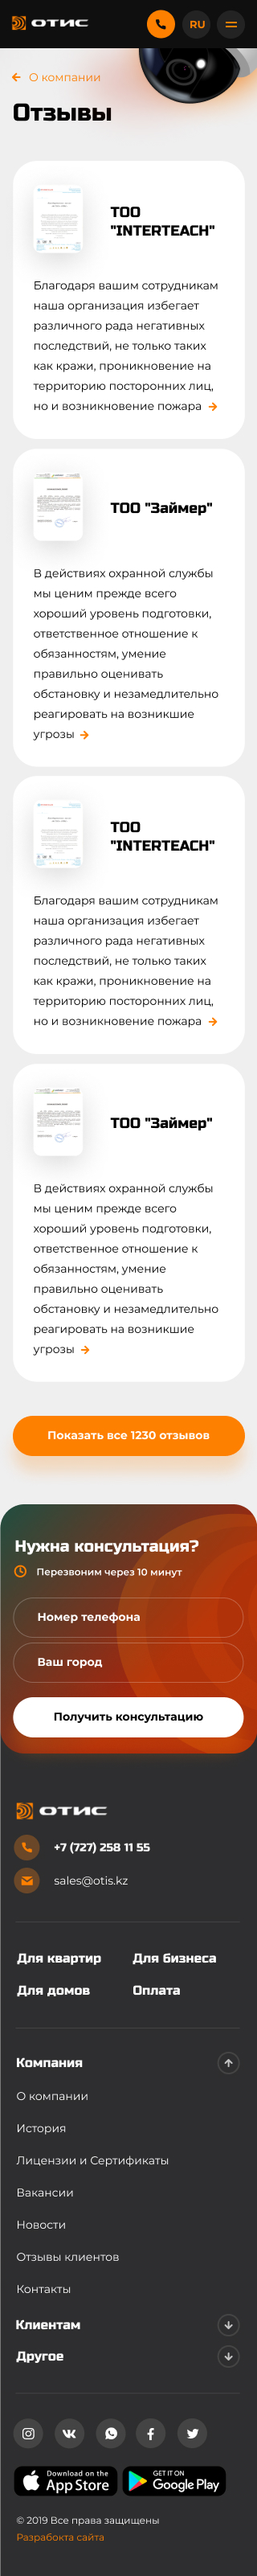 ОТИС
RU
О компании
Отзывы
ТОО
"INTERTEACH"
Благодаря вашим сотрудникам
наша организация избегает
различного рода негативных
последствий, не только таких
как кражи, проникновение на
территорию посторонних лиц,
но и возникновение пожара
ТОО "Займер"
В действиях охранной службы
мы ценим прежде всего
хороший уровень подготовки,
ответственное отношение к
обязанностям, умение
правильно оценивать
обстановку и незамедлительно
реагировать на возникшие
угрозы
ТОО
"INTERTEACH"
Благодаря вашим сотрудникам
наша организация избегает
различного рода негативных
последствий, не только таких
как кражи, проникновение на
территорию посторонних лиц,
но и возникновение пожара
ТОО "Займер"
В действиях охранной службы
мы ценим прежде всего
хороший уровень подготовки,
ответственное отношение к
обязанностям, умение
правильно оценивать
обстановку и незамедлительно
реагировать на возникшие
угрозы
Показать все 1230 отзывов
Нужна консультация?
Перезвоним через 10 минут
Номер телефона
Ваш город
Получить консультацию
ОТИС
+7 (727) 258 11 55
sales@otis.kz
Для квартир
Для бизнеса
Для домов
Оплата
Компания
О компании
История
Лицензии и Сертификаты
Вакансии
Новости
Отзывы клиентов
Контакты
Клиентам
Другое
Download on the
App Store
GET IT ON
Google Play
© 2019 Все права защищены
Разрабокта сайта